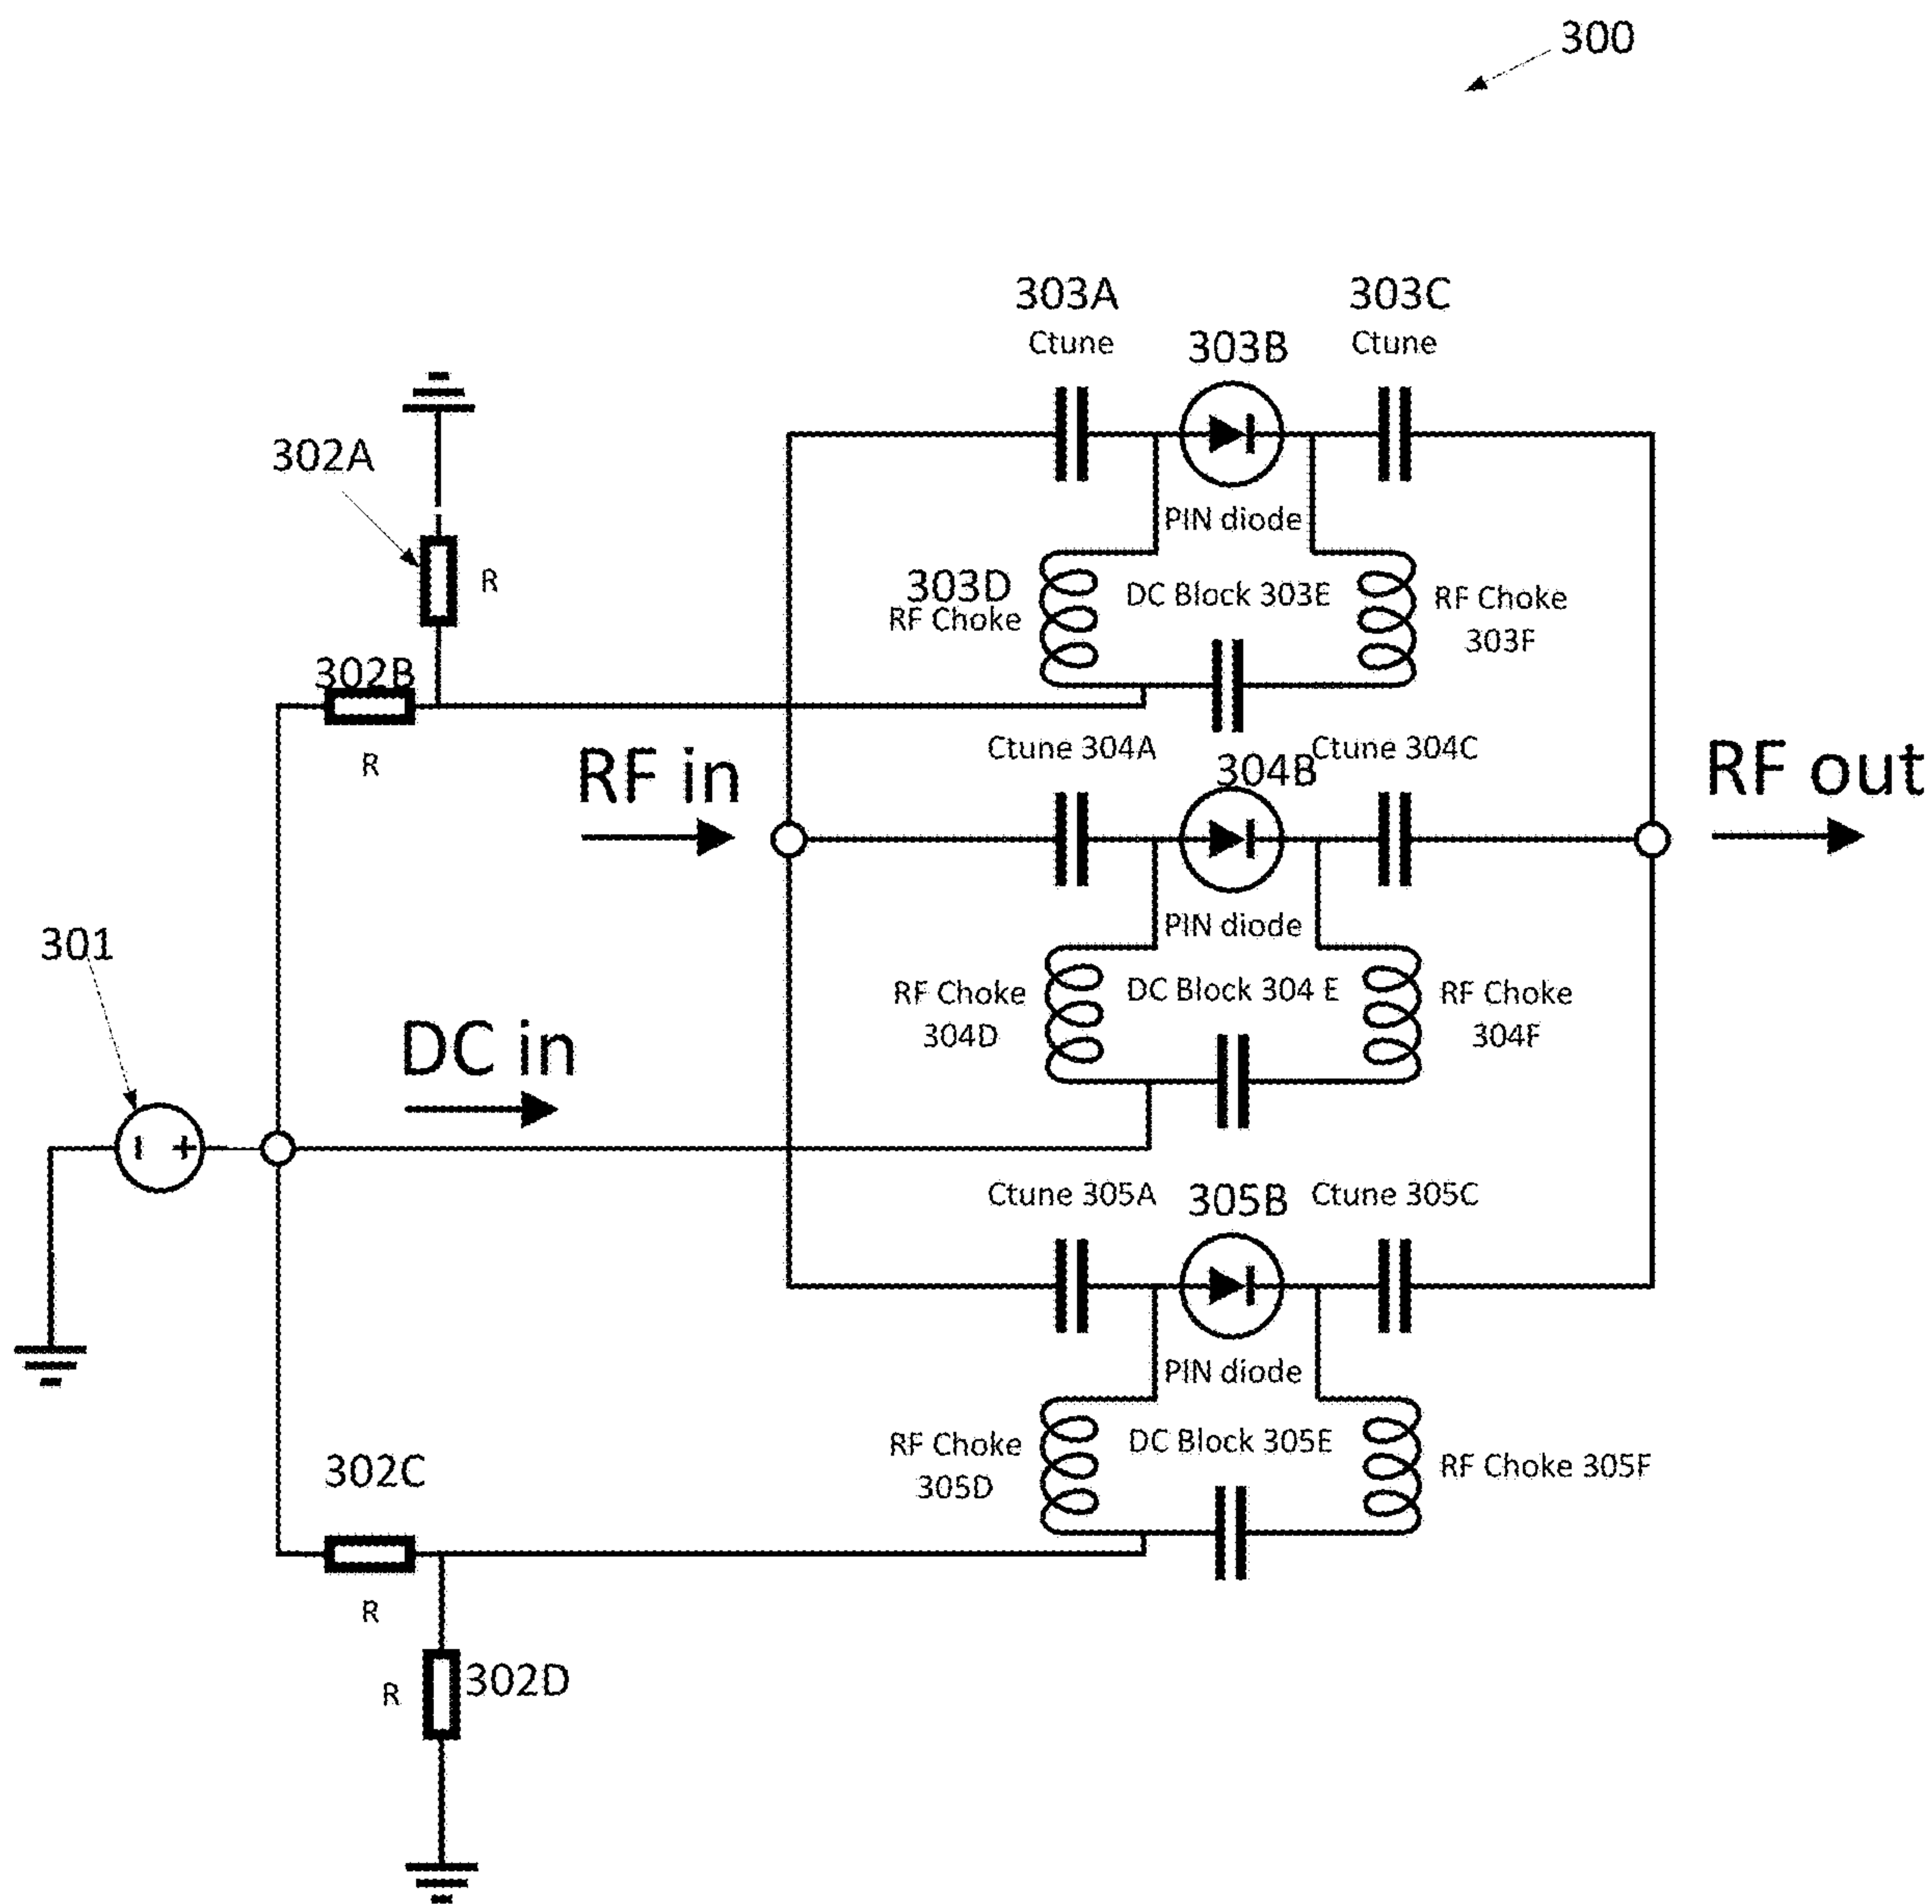 300
303A
Ctune
303B
303C
Ctune
302A
R
PIN diode
303D
RF Choke
DC Block 303E
RF Choke
303F
302B
R
RF in
Ctune 304A
304B
Ctune 304C
RF out
PIN diode
301
RF Choke
304D
DC Block 304 E
RF Choke
304F
DC in
Ctune 305A
305B
Ctune 305C
PIN diode
302C
R
RF Choke
305D
DC Block 305E
RF Choke 305F
R
302D